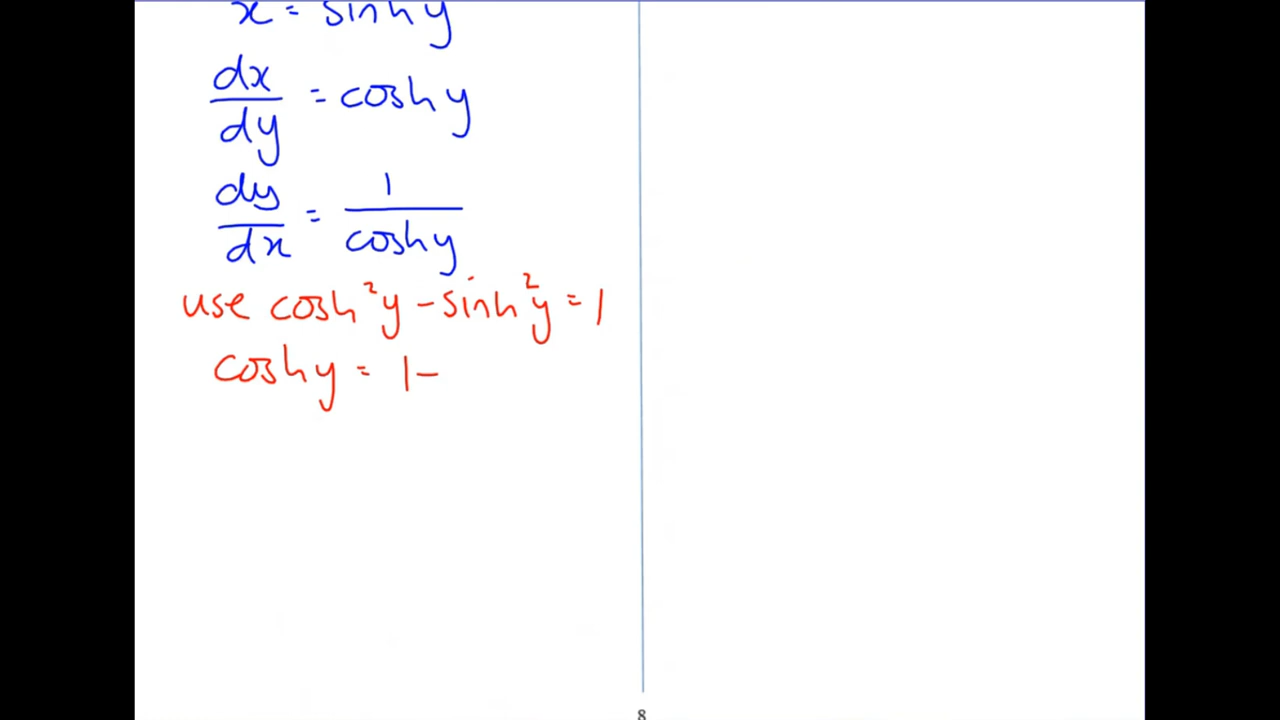 x = sinh y
dx/dy = cosh y
dy/dx = 1/cosh y
use cosh²y - sinh²y = 1
cosh y = 1-
8